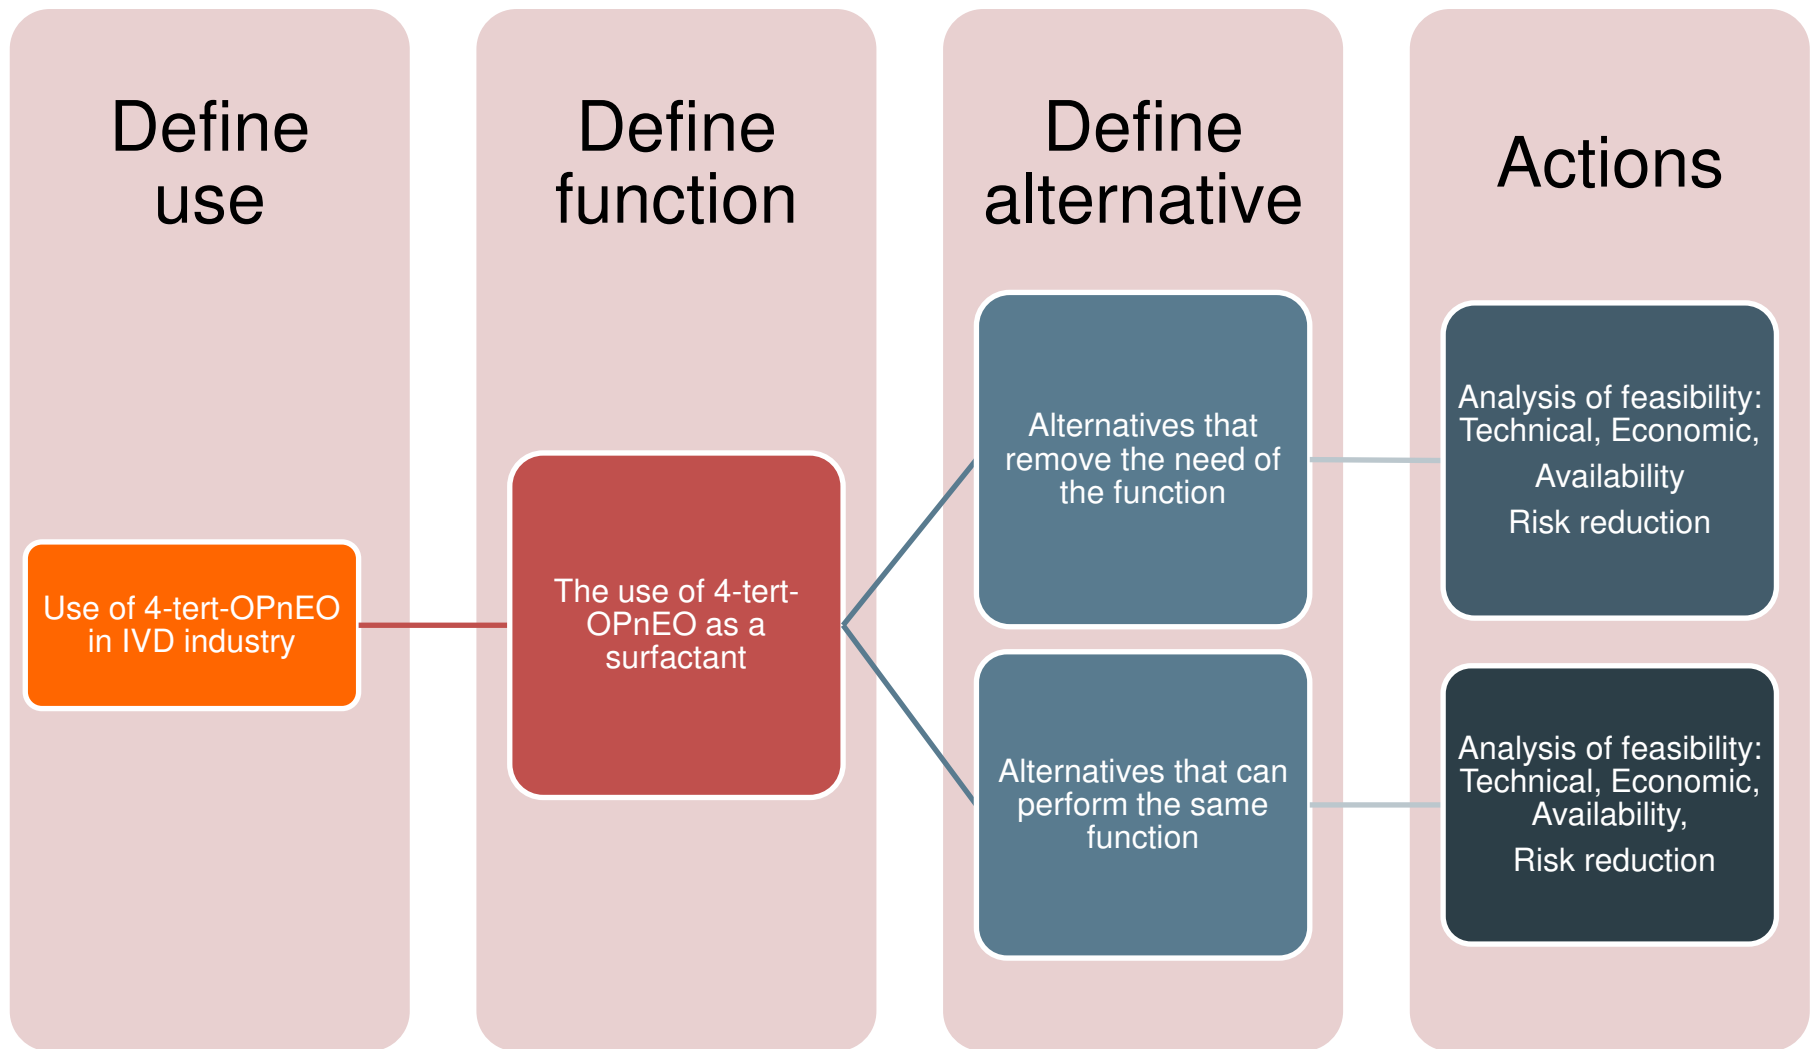 Define
use
Define
function
Define
alternative
Actions
Use of 4-tert-OPnEO
in IVD industry
The use of 4-tert-
OPnEO as a
surfactant
Alternatives that
remove the need of
the function
Alternatives that can
perform the same
function
Analysis of feasibility:
Technical, Economic,
Availability
Risk reduction
Analysis of feasibility:
Technical, Economic,
Availability,
Risk reduction